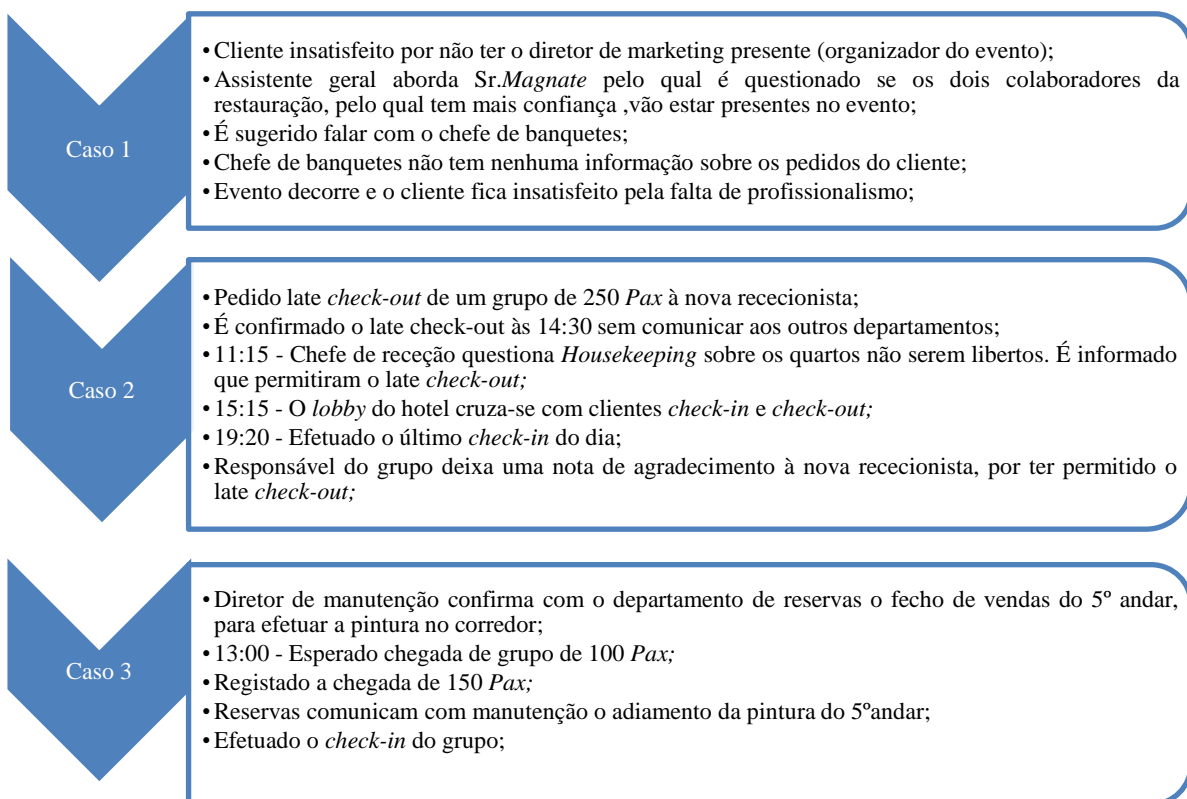 Caso 1
•Cliente insatisfeito por não ter o diretor de marketing presente (organizador do evento);
•Assistente geral aborda Sr.Magnate pelo qual é questionado se os dois colaboradores da
restauração, pelo qual tem mais confiança ,vão estar presentes no evento;
•É sugerido falar com o chefe de banquetes;
•Chefe de banquetes não tem nenhuma informação sobre os pedidos do cliente;
•Evento decorre e o cliente fica insatisfeito pela falta de profissionalismo;
Caso 2
•Pedido late check-out de um grupo de 250 Pax à nova rececionista;
•É confirmado o late check-out às 14:30 sem comunicar aos outros departamentos;
•11:15 - Chefe de receção questiona Housekeeping sobre os quartos não serem libertos. É informado
que permitiram o late check-out;
•15:15 - O lobby do hotel cruza-se com clientes check-in e check-out;
•19:20 - Efetuado o último check-in do dia;
•Responsável do grupo deixa uma nota de agradecimento à nova rececionista, por ter permitido o
late check-out;
Caso 3
•Diretor de manutenção confirma com o departamento de reservas o fecho de vendas do 5º andar,
para efetuar a pintura no corredor;
•13:00 - Esperado chegada de grupo de 100 Pax;
•Registado a chegada de 150 Pax;
•Reservas comunicam com manutenção o adiamento da pintura do 5ºandar;
•Efetuado o check-in do grupo;